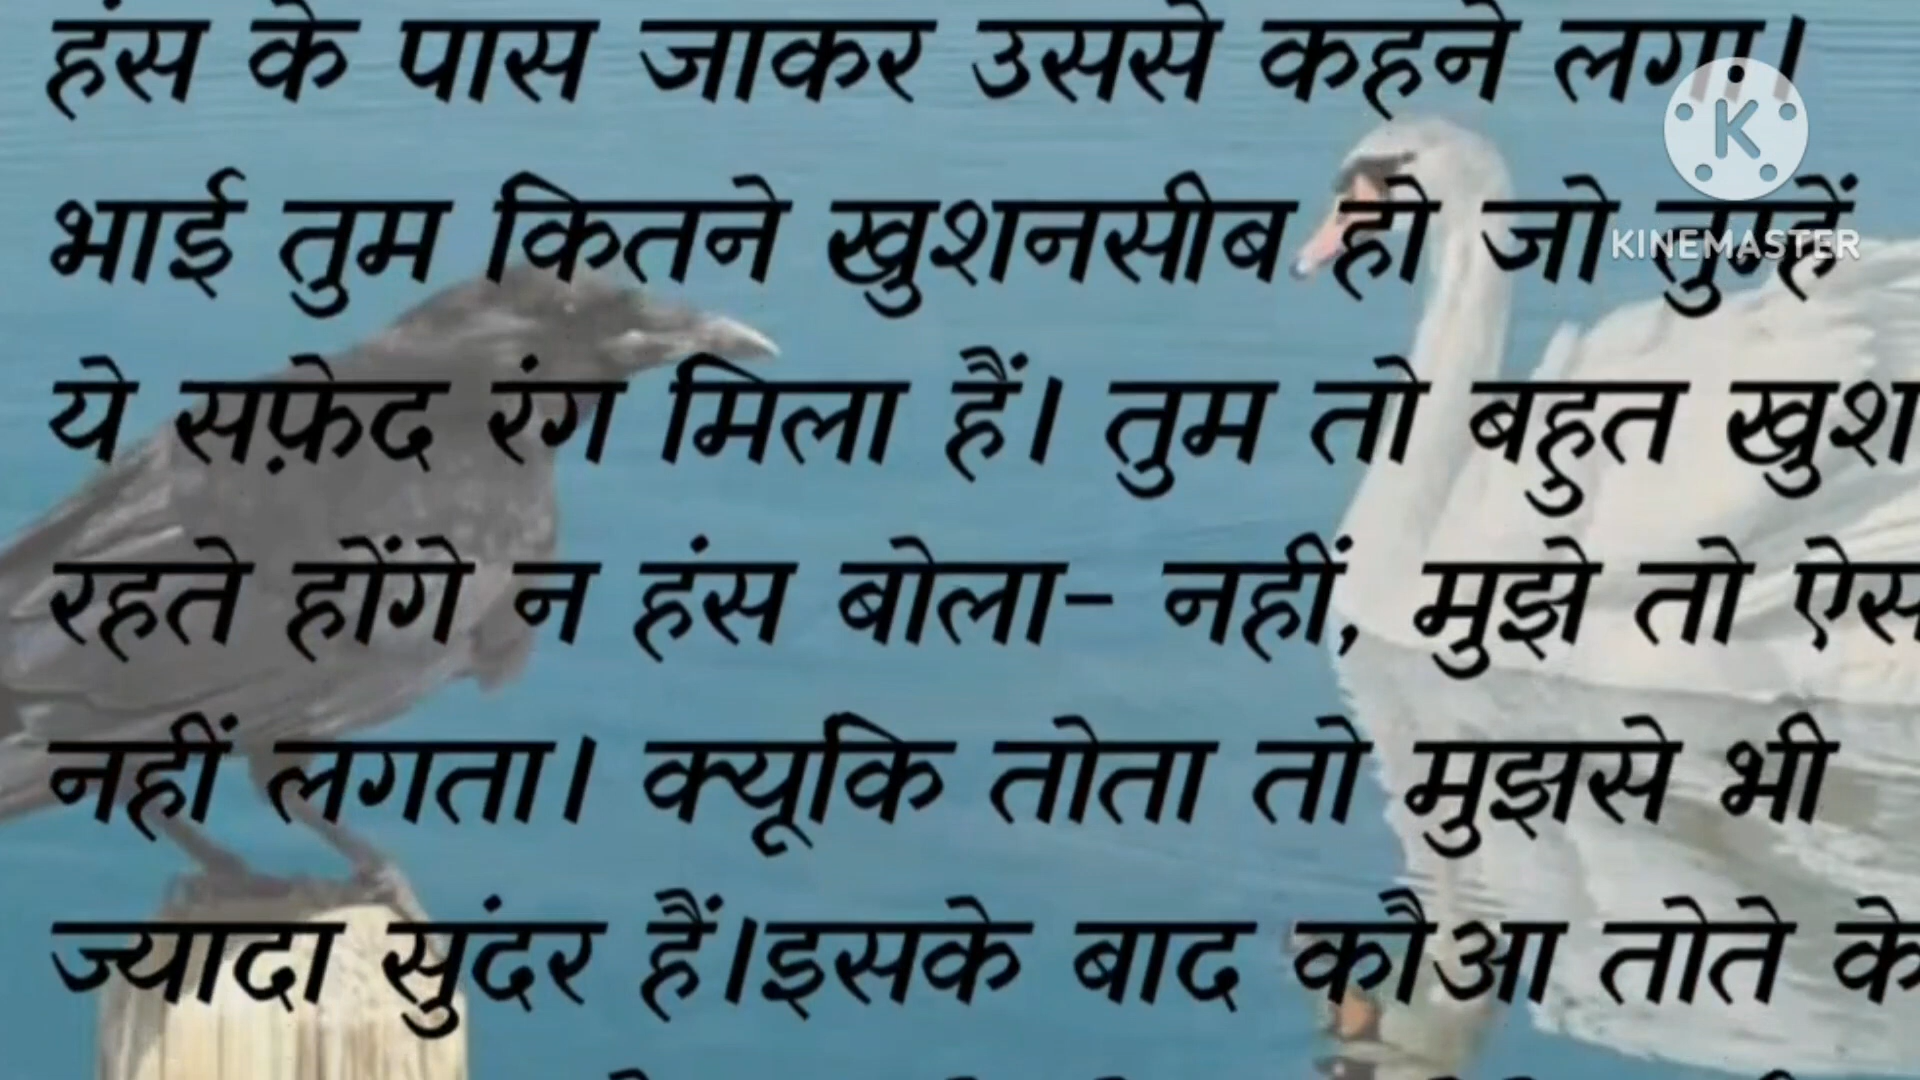 हंस के पास जाकर उससे कहने लगा।
भाई तुम कितने खुशनसीब हो जो तुम्हें
ये सफ़ेद रंग मिला हैं। तुम तो बहुत खुश
रहते होंगे न हंस बोला- नहीं, मुझे तो ऐस
नहीं लगता। क्यूकि तोता तो मुझसे भी
ज्यादा सुंदर हैं।इसके बाद कौआ तोते के
K
KINEMASTER